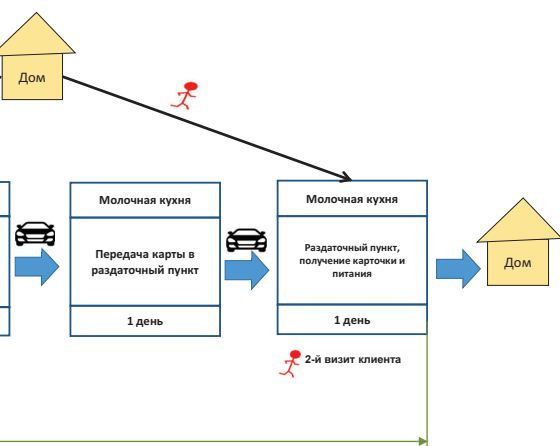 Дом
Молочная кухня
Передача карты в
раздаточный пункт
1 день
Молочная кухня
Раздаточный пункт,
получение карточки и
питания
1 день
Дом
2-й визит клиента